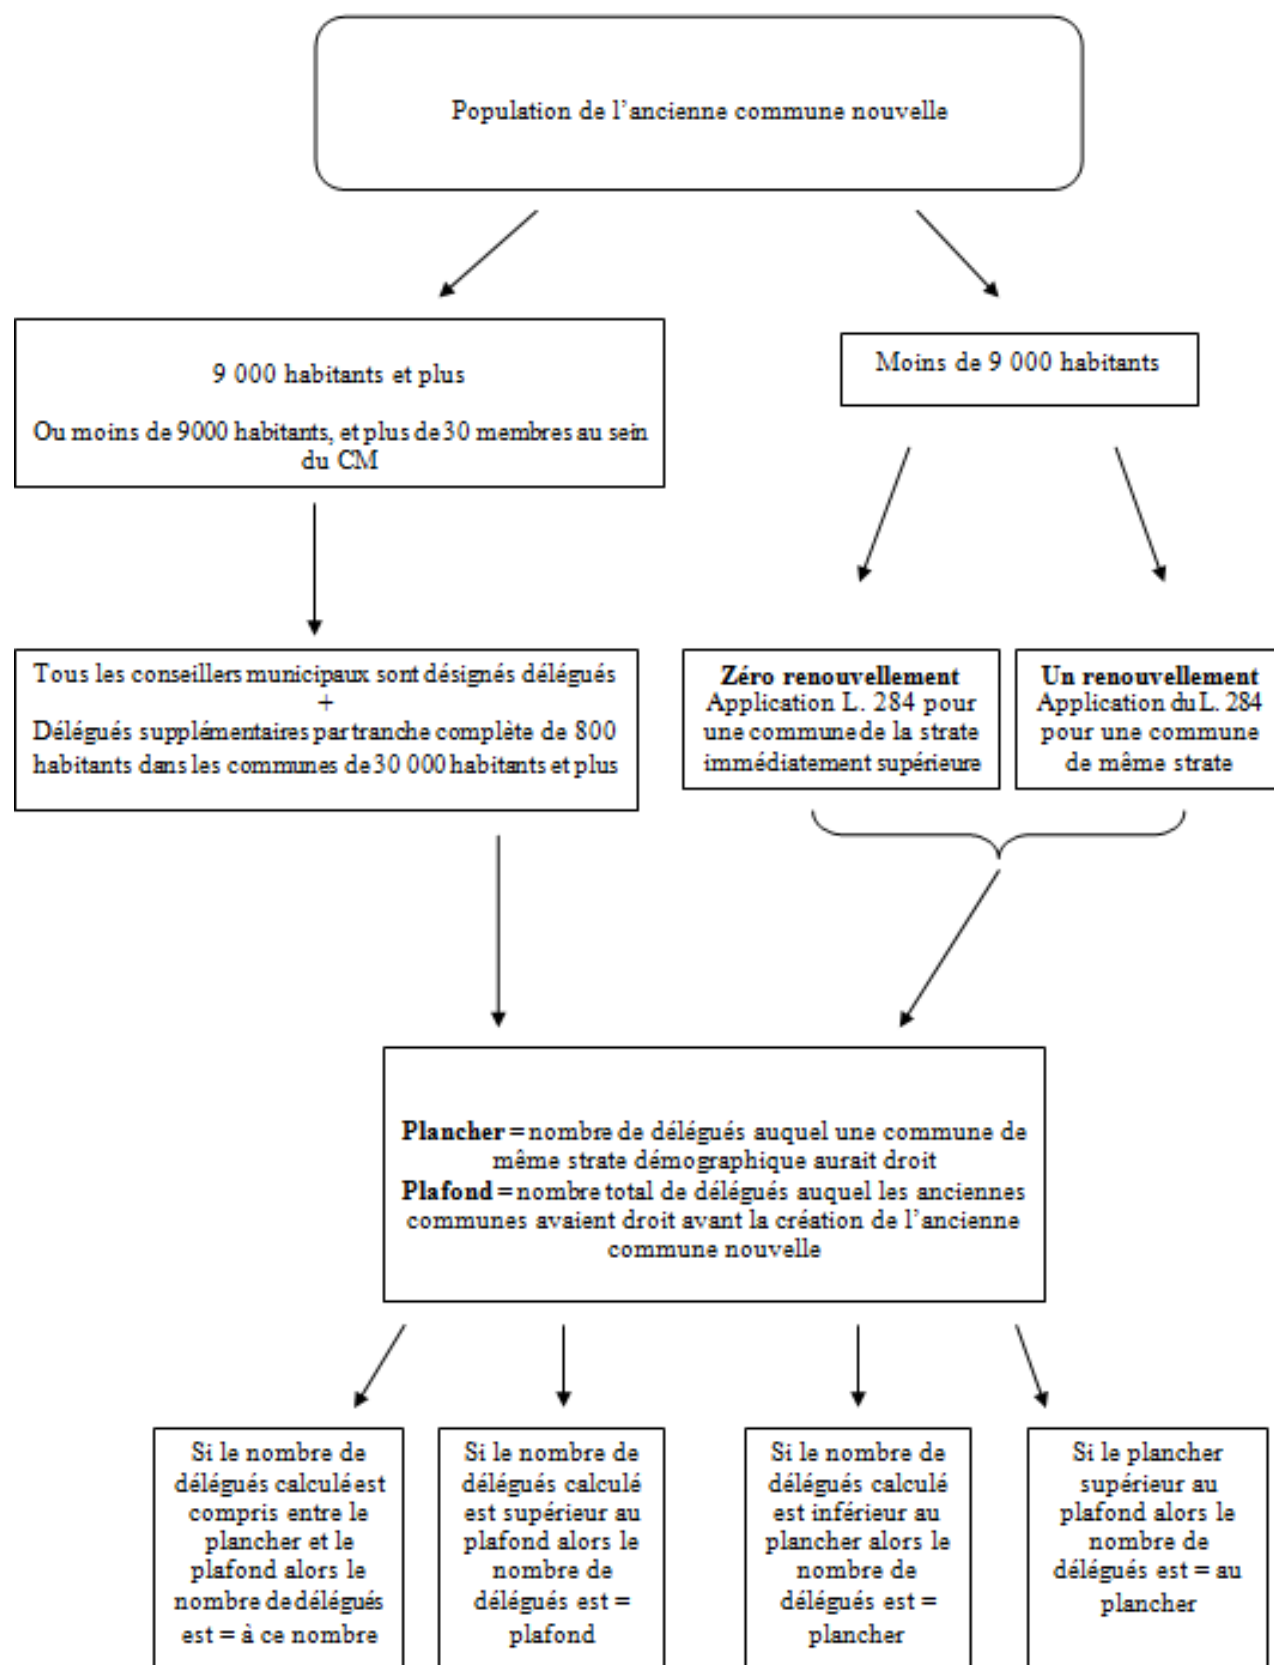 Population de l’ancienne commune nouvelle
9 000 habitants et plus
Ou moins de 9000 habitants, et plus de 30 membres au sein
du CM
Moins de 9 000 habitants
Tous les conseillers municipaux sont désignés délégués
+
Délégués supplémentaires par tranche complète de 800
habitants dans les communes de 30 000 habitants et plus
Zéro renouvellement
Application L. 284 pour
une commune de la strate
immédiatement supérieure
Un renouvellement
Application du L. 284
pour une commune
de même strate
Plancher = nombre de délégués auquel une commune de
même strate démographique aurait droit
Plafond = nombre total de délégués auquel les anciennes
communes avaient droit avant la création de l’ancienne
commune nouvelle
Si le nombre de
délégués calculé est
compris entre le
plancher et le
plafond alors le
nombre de délégués
est = à ce nombre
Si le nombre de
délégués calculé
est supérieur au
plafond alors le
nombre de
délégués est =
plafond
Si le nombre de
délégués calculé
est inférieur au
plancher alors le
nombre de
délégués est =
plancher
Si le plancher
supérieur au
plafond alors le
nombre de
délégués est = au
plancher